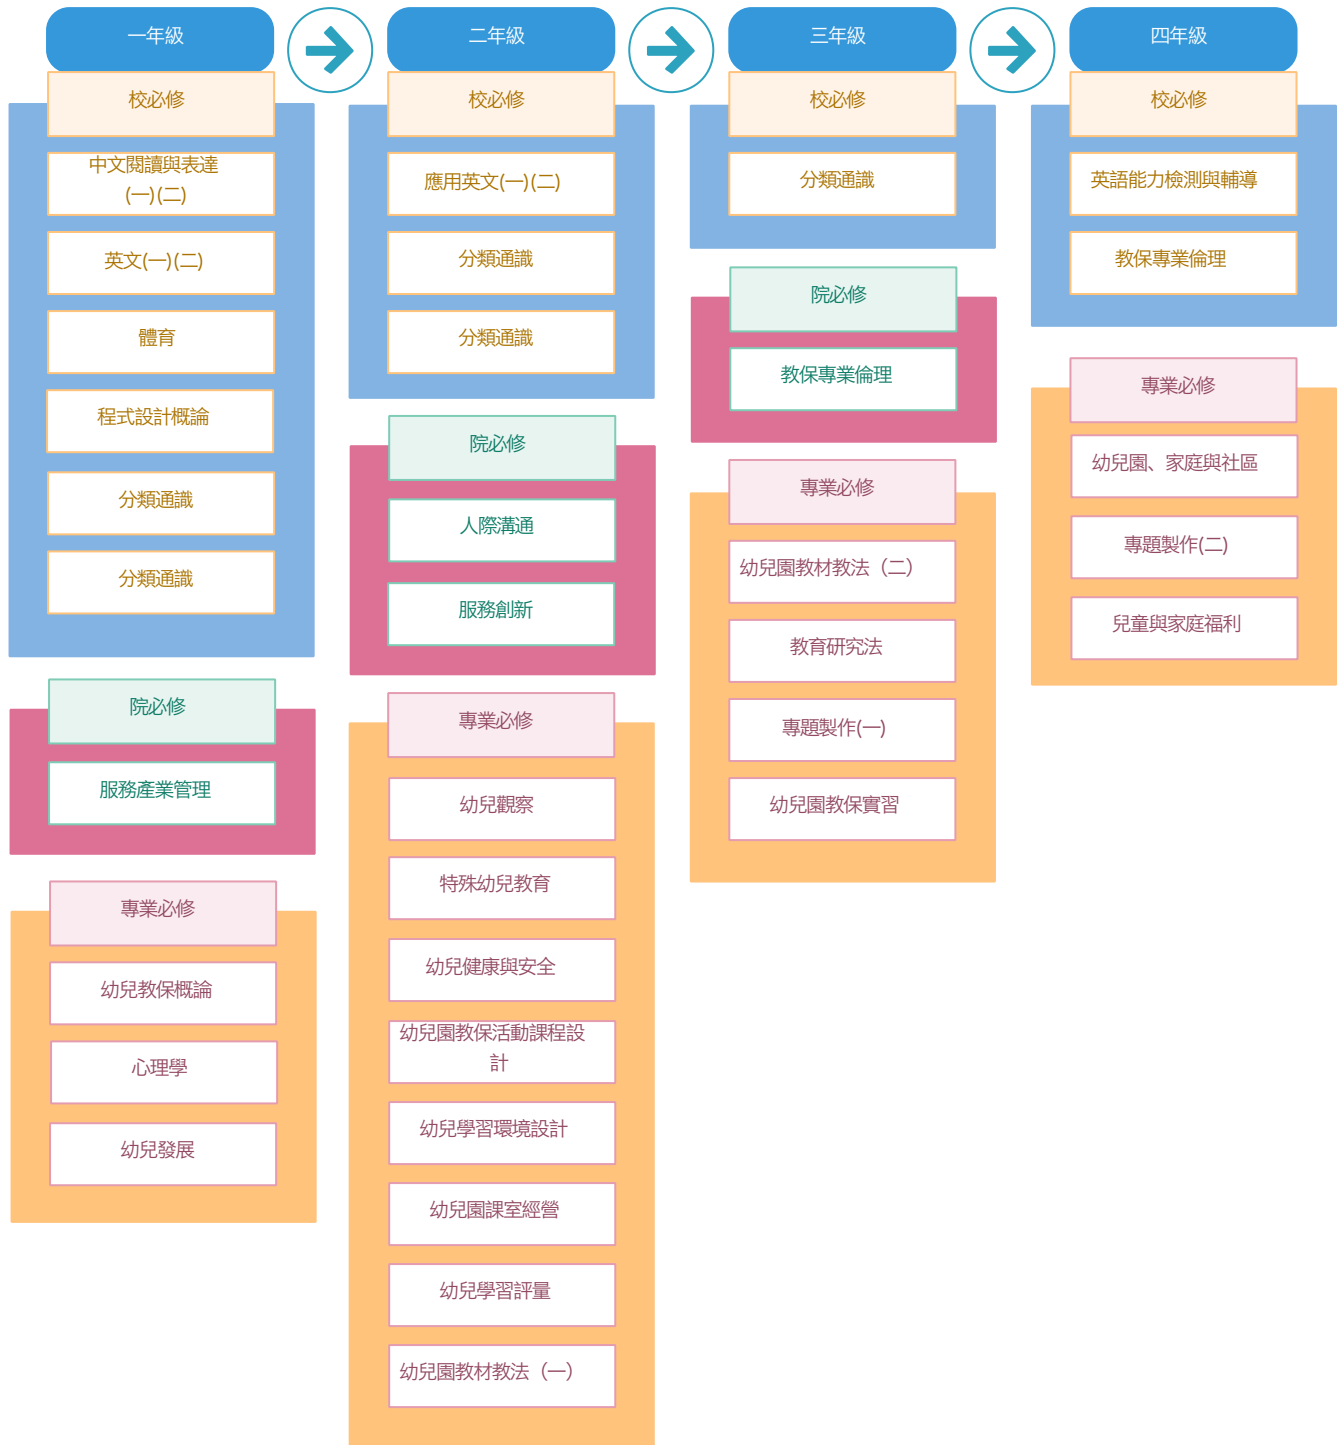 一年級
校必修
中文閱讀與表達
(一)(二)
英文(一)(二)
體育
程式設計概論
分類通識
分類通識
院必修
服務產業管理
專業必修
幼兒教保概論
心理學
幼兒發展
二年級
校必修
應用英文(一)(二)
分類通識
分類通識
院必修
人際溝通
服務創新
專業必修
幼兒觀察
特殊幼兒教育
幼兒健康與安全
幼兒園教保活動課程設
計
幼兒學習環境設計
幼兒園課室經營
幼兒學習評量
幼兒園教材教法（一）
三年級
校必修
分類通識
院必修
教保專業倫理
專業必修
幼兒園教材教法（二）
教育研究法
專題製作(一)
幼兒園教保實習
四年級
校必修
英語能力檢測與輔導
教保專業倫理
專業必修
幼兒園、家庭與社區
專題製作(二)
兒童與家庭福利